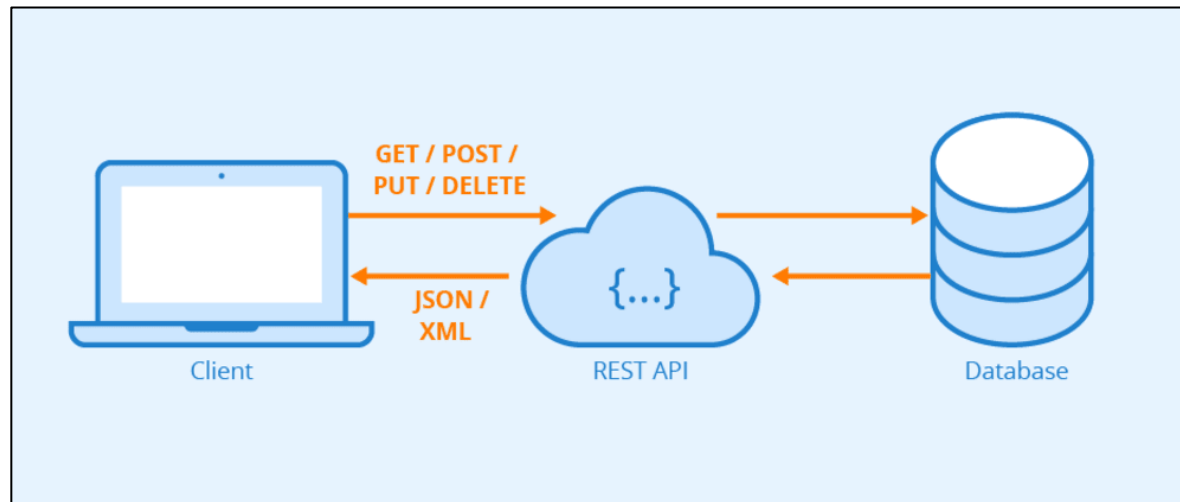 GET / POST /
PUT / DELETE
JSON /
XML
{...}
Client
REST API
Database